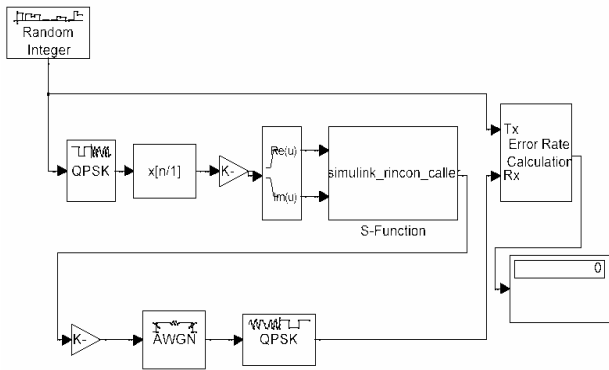 Random
Integer
Tx
Error Rate
Calculation
Rx
QPSK
x[n/1]
K-
Re(u)
Im(u)
simulink_rincon_caller
S-Function
0
K-
AWGN
QPSK